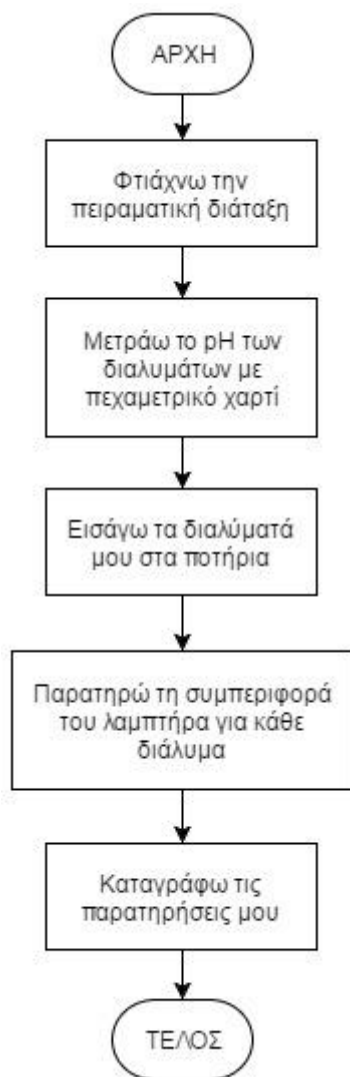 ΑΡΧΗ
Φτιάχνω την
πειραματική διάταξη
Μετράω το pH των
διαλυμάτων με
πεχαμετρικό χαρτί
Εισάγω τα διαλύματά
μου στα ποτήρια
Παρατηρώ τη συμπεριφορά
του λαμπτήρα για κάθε
διάλυμα
Καταγράφω τις
παρατηρήσεις μου
ΤΕΛΟΣ